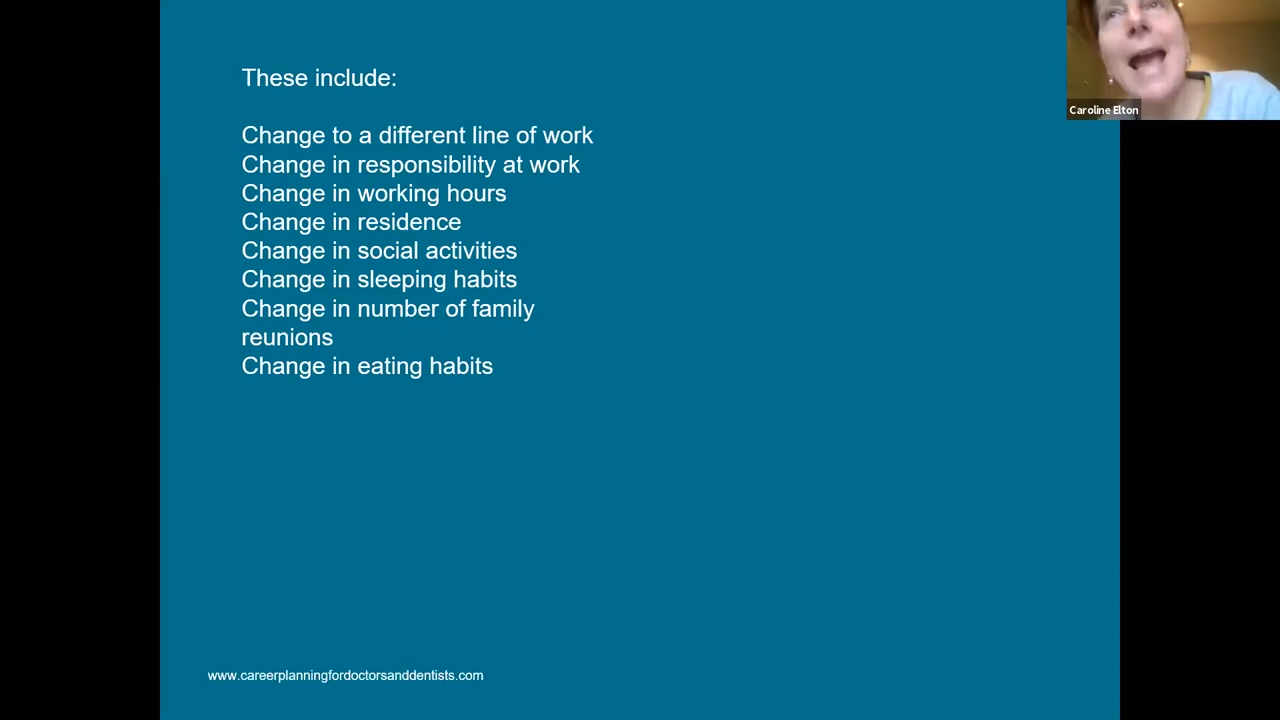 These include:
Change to a different line of work
Change in responsibility at work
Change in working hours
Change in residence
Change in social activities
Change in sleeping habits
Change in number of family
reunions
Change in eating habits
www.careerplanningfordoctorsanddentists.com
Caroline Elton